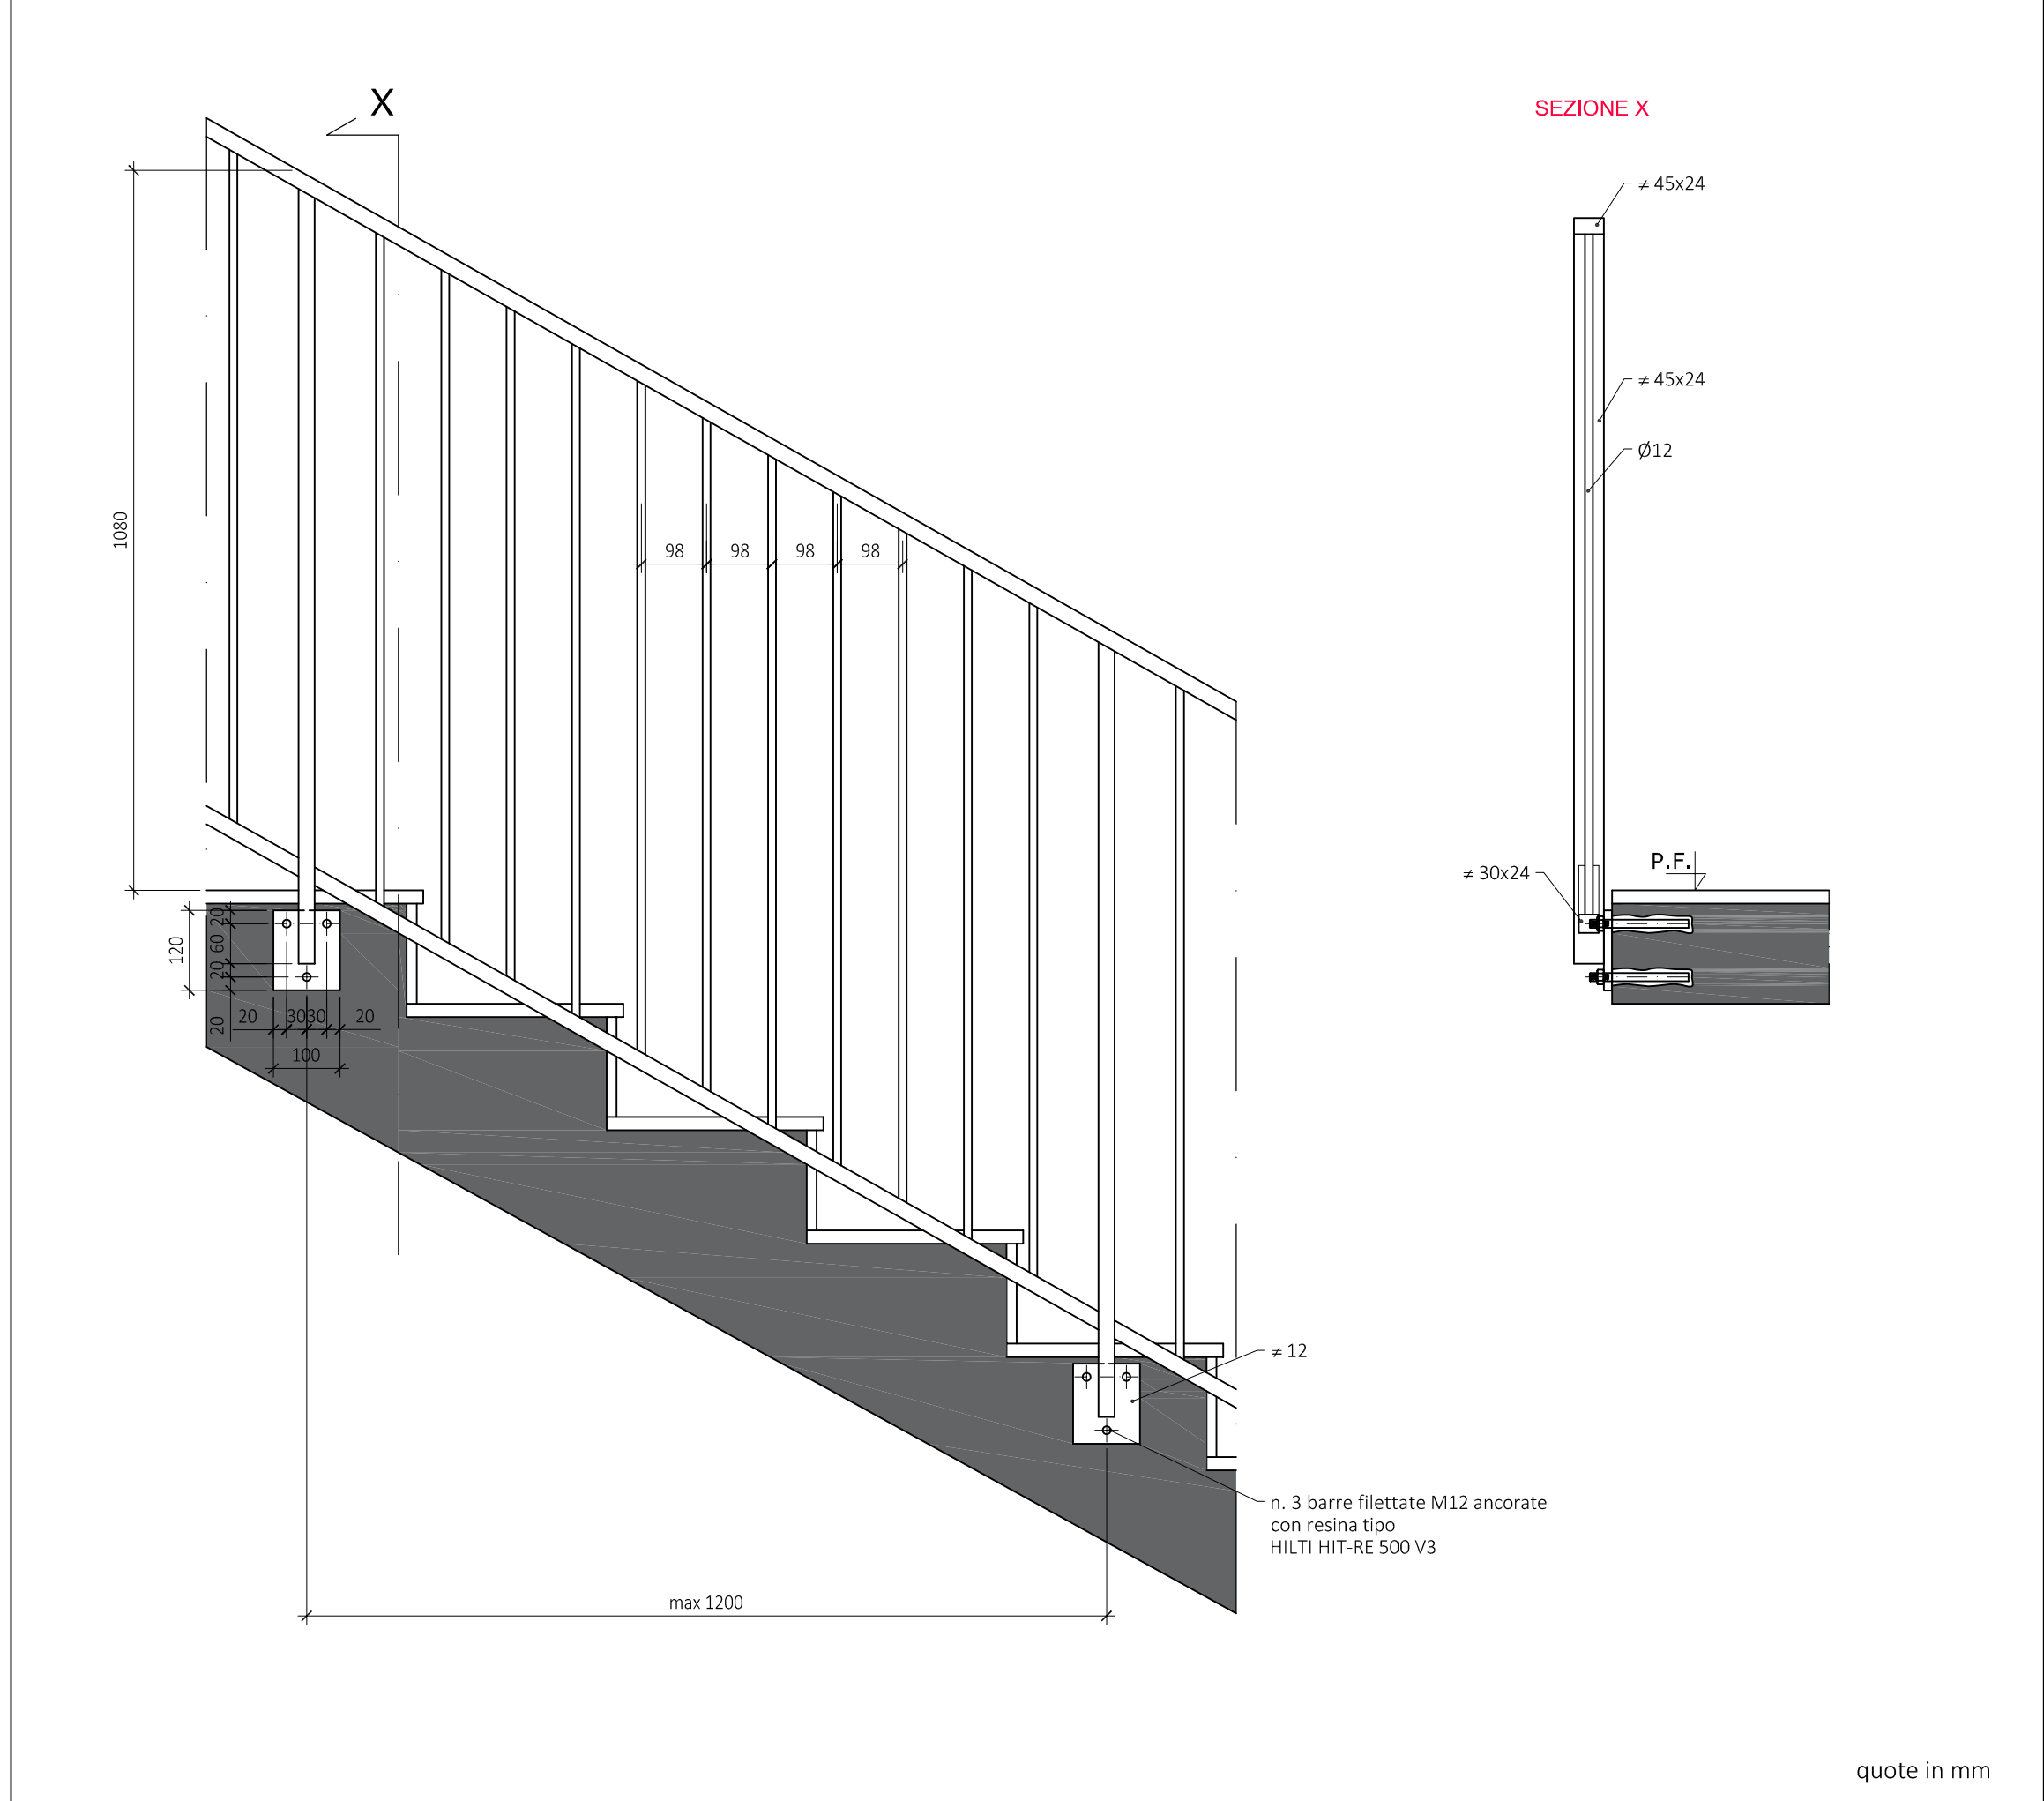 X
SEZIONE X
≠ 45x24
≠ 45x24
Ø12
1080
98 98 98 98
≠ 30x24
P.F.
120
20
60
20
20
20 30 30 20
100
≠ 12
n. 3 barre filettate M12 ancorate
con resina tipo
HILTI HIT-RE 500 V3
max 1200
quote in mm